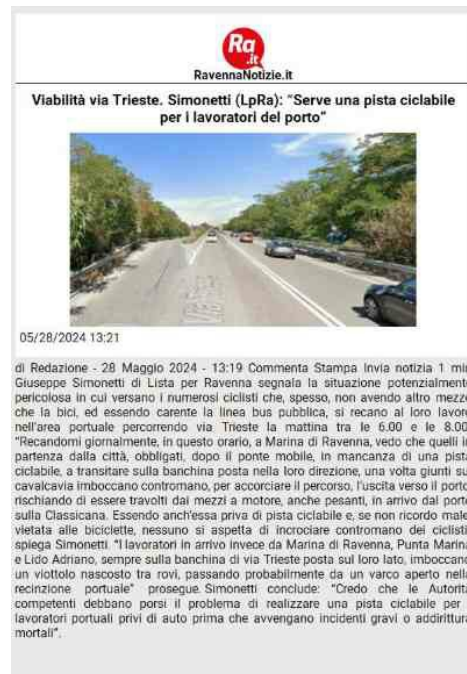 Ra
.it
RavennaNotizie.it
Viabilità via Trieste. Simonetti (LpRa): "Serve una pista ciclabile
per i lavoratori del porto"
05/28/2024 13:21
di Redazione - 28 Maggio 2024 - 13:19 Commenta Stampa Invia notizia 1 min
Giuseppe Simonetti di Lista per Ravenna segnala la situazione potenzialmente
pericolosa in cui versano i numerosi ciclisti che, spesso, non avendo altro mezzo
che la bici, ed essendo carente la linea bus pubblica, si recano al loro lavoro
nell'area portuale percorrendo via Trieste la mattina tra le 6.00 e le 8.00.
"Recandomi giornalmente, in questo orario, a Marina di Ravenna, vedo che quelli in
partenza dalla città, obbligati, dopo il ponte mobile, in mancanza di una pista
ciclabile, a transitare sulla banchina posta nella loro direzione, una volta giunti sul
cavalcavia imboccano contromano, per accorciare il percorso, l'uscita verso il porto,
rischiando di essere travolti dai mezzi a motore, anche pesanti, in arrivo dal porto
sulla Classicana. Essendo anch'essa priva di pista ciclabile e, se non ricordo male,
vietata alle biciclette, nessuno si aspetta di incrociare contromano dei ciclisti"
spiega Simonetti. "I lavoratori in arrivo invece da Marina di Ravenna, Punta Marina
e Lido Adriano, sempre sulla banchina di via Trieste posta sul loro lato, imboccano
un viottolo nascosto tra rovi, passando probabilmente da un varco aperto nella
recinzione portuale" prosegue. Simonetti conclude: "Credo che le Autorità
competenti debbano porsi il problema di realizzare una pista ciclabile per i
lavoratori portuali privi di auto prima che avvengano incidenti gravi o addirittura
mortali".